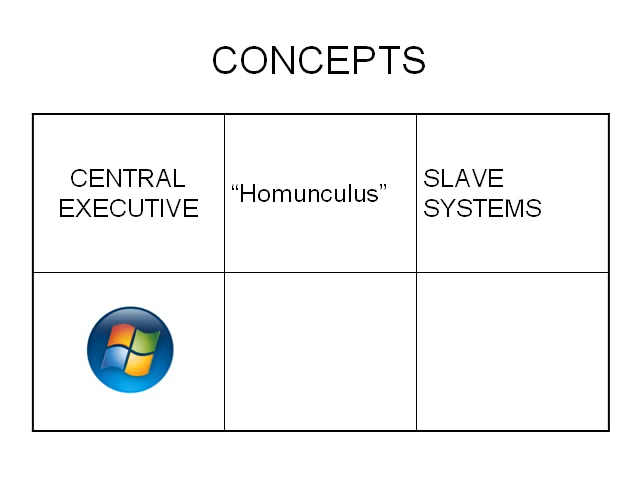 CONCEPTS
CENTRAL
EXECUTIVE
“Homunculus”
SLAVE
SYSTEMS